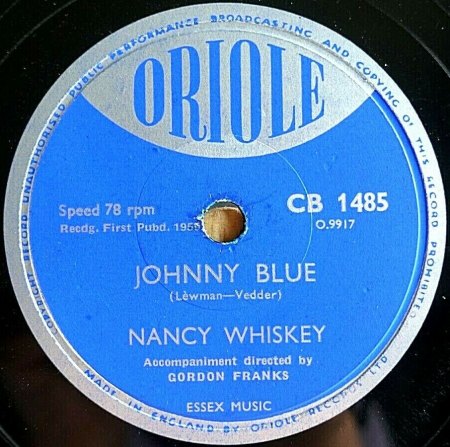 COPYRIGHT RECORD UNAUTHORISED PUBLIC PERFORMANCE BROADCASTING AND COPYING OF THIS RECORD PROHIBITED
ORIOLE
Speed 78 rpm
Recdg. First Pubd. 1959
CB 1485
O.9917
JOHNNY BLUE
(Lèwman—Vedder)
NANCY WHISKEY
Accompaniment directed by
GORDON FRANKS
ESSEX MUSIC
MADE IN ENGLAND BY ORIOLE RECORDS LTD